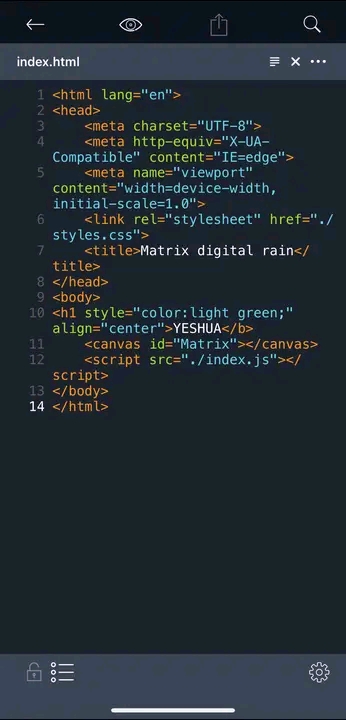 index.html
1 <html lang="en">
2 <head>
3 <meta charset="UTF-8">
4 <meta http-equiv="X-UA-
Compatible" content="IE=edge">
5 <meta name="viewport"
content="width=device-width,
initial-scale=1.0">
6 <link rel="stylesheet" href="./
styles.css">
7 <title>Matrix digital rain</
title>
8 </head>
9 <body>
10 <h1 style="color:light green;"
align="center">YESHUA</b>
11 <canvas id="Matrix"></canvas>
12 <script src="./index.js"></
script>
13 </body>
14 </html>